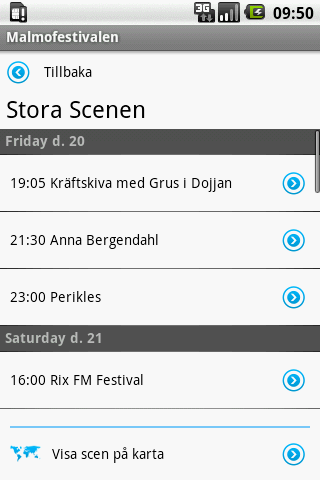 3G
09:50
Malmofestivalen
Tillbaka
Stora Scenen
Friday d. 20
19:05 Kräftskiva med Grus i Dojjan
21:30 Anna Bergendahl
23:00 Perikles
Saturday d. 21
16:00 Rix FM Festival
Visa scen på karta